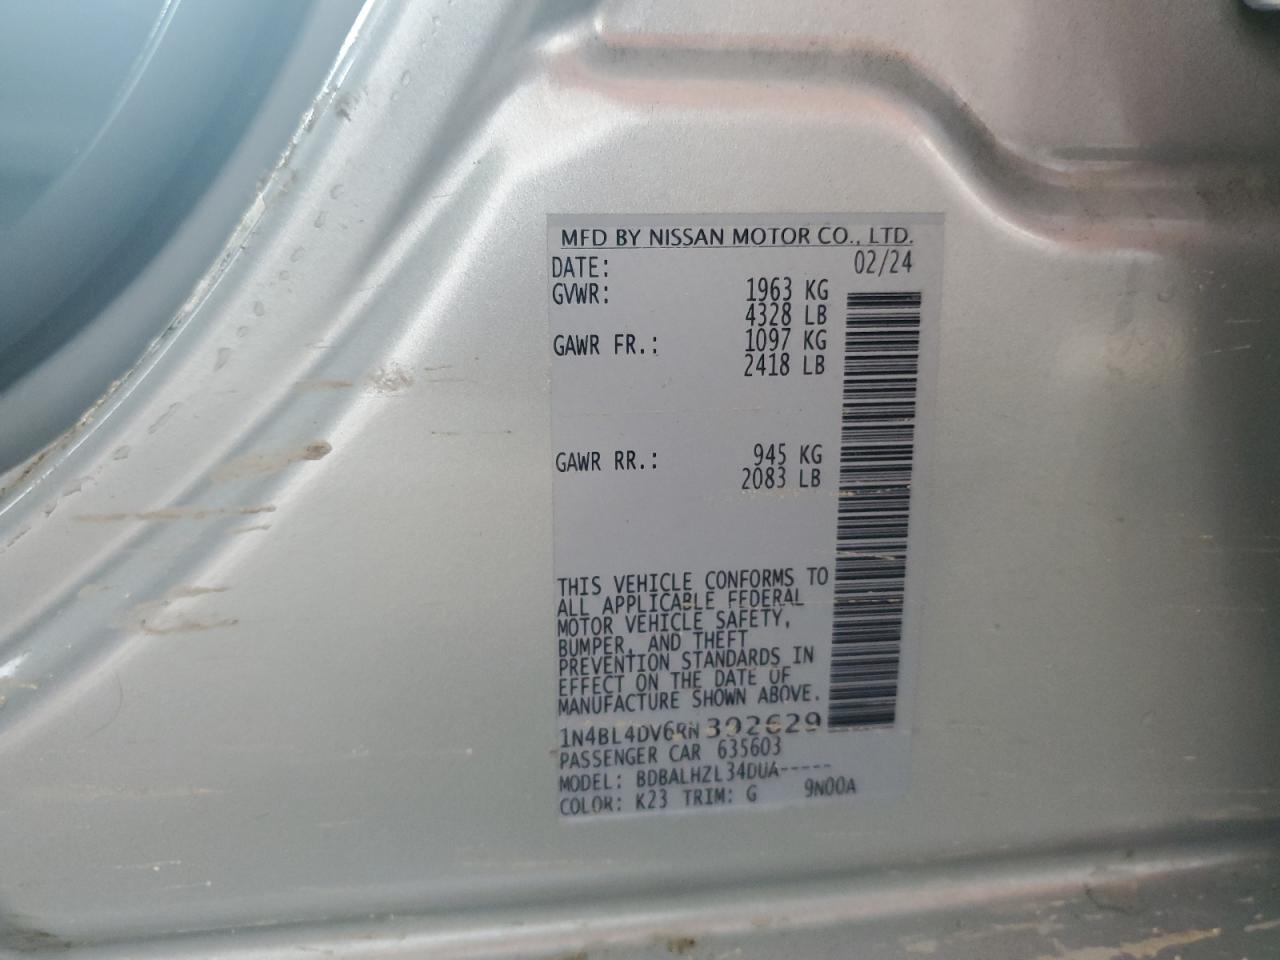 MFD BY NISSAN MOTOR CO., LTD.
DATE: 02/24
GVWR: 1963 KG
4328 LB
GAWR FR.: 1097 KG
2418 LB
GAWR RR.: 945 KG
2083 LB
THIS VEHICLE CONFORMS TO
ALL APPLICABLE FEDERAL
MOTOR VEHICLE SAFETY,
BUMPER, AND THEFT
PREVENTION STANDARDS IN
EFFECT ON THE DATE OF
MANUFACTURE SHOWN ABOVE.
1N4BL4DV6RN392629
PASSENGER CAR 635603
MODEL: BDBALHZL34DUA-----
COLOR: K23 TRIM: G 9N00A